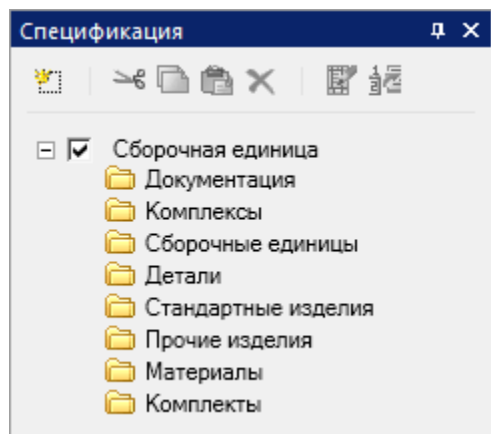 Спецификация
Сборочная единица
Документация
Комплексы
Сборочные единицы
Детали
Стандартные изделия
Прочие изделия
Материалы
Комплекты